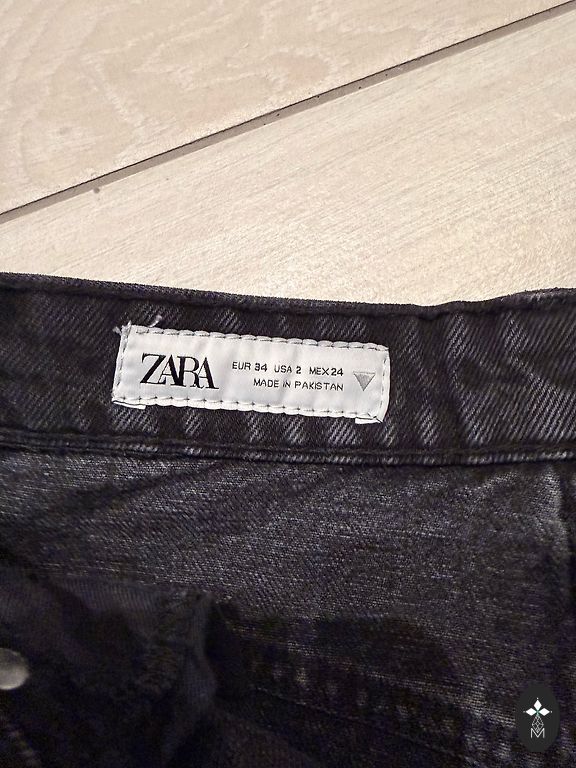 ZARA
EUR 34 USA 2 MEX 24
MADE IN PAKISTAN
M